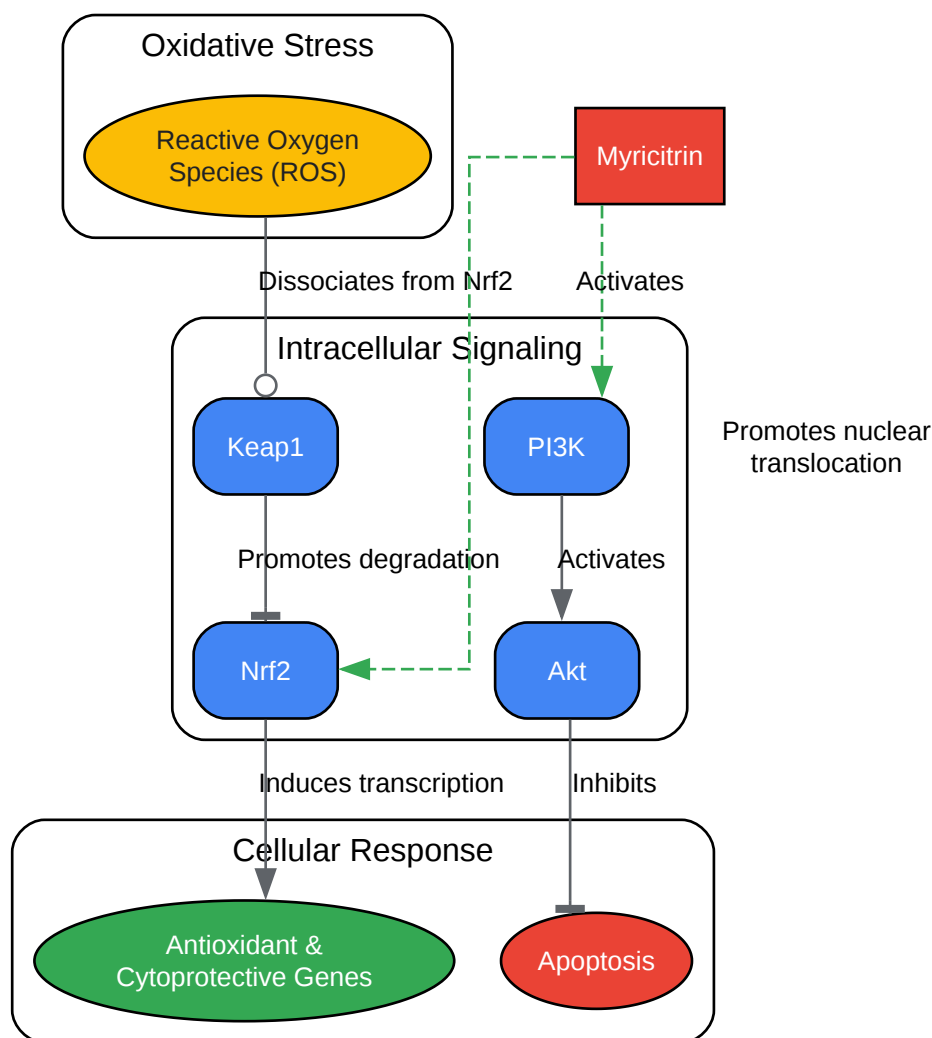 Oxidative Stress
Reactive Oxygen
Species (ROS)
Myricitrin
Dissociates from Nrf2
Activates
Intracellular Signaling
Keap1
PI3K
Promotes nuclear
translocation
Promotes degradation
Activates
Nrf2
Akt
Induces transcription
Inhibits
Cellular Response
Antioxidant &
Cytoprotective Genes
Apoptosis